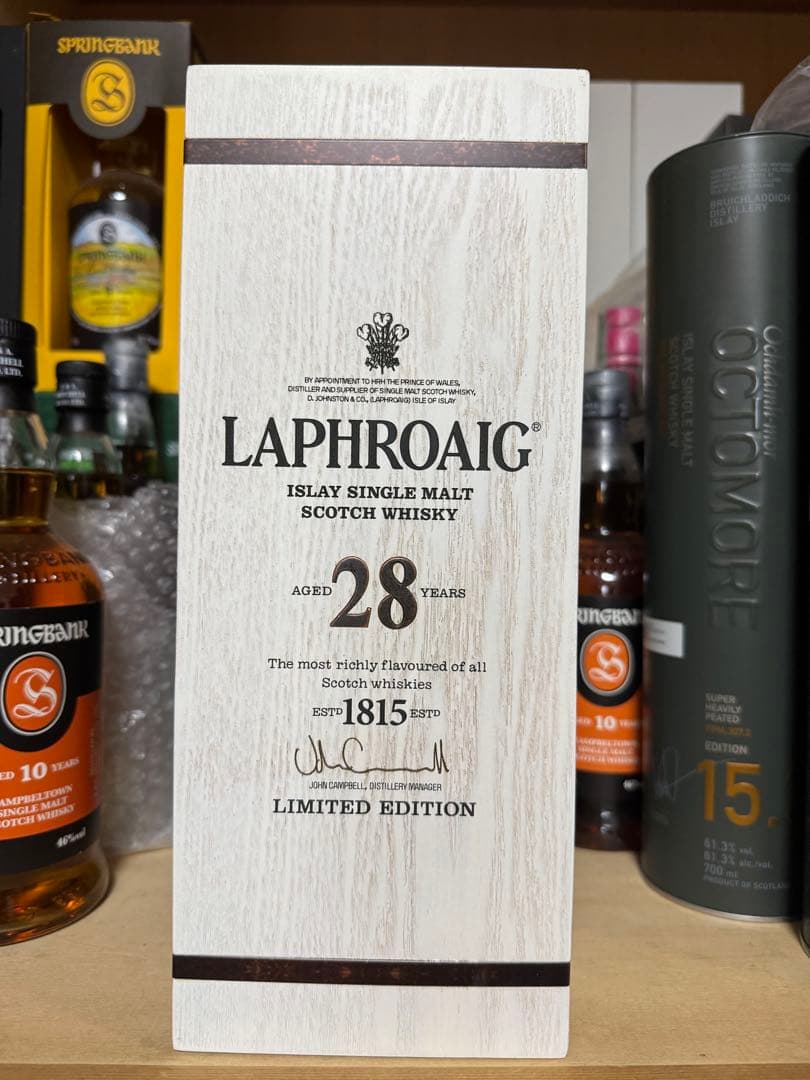 SPRINGBANK
BY APPOINTMENT TO HRH THE PRINCE OF WALES,
DISTILLER AND SUPPLIER OF SINGLE MALT SCOTCH WHISKY,
D. JOHNSTON & CO., (LAPHROAIG) ISLE OF ISLAY
LAPHROAIG®
ISLAY SINGLE MALT
SCOTCH WHISKY
AGED 28 YEARS
The most richly flavoured of all
Scotch whiskies
ESTD 1815 ESTD
JOHN CAMPBELL, DISTILLERY MANAGER
LIMITED EDITION
RINGBANK
ED 10 YEARS
AMPBELTOWN
SINGLE MALT
SCOTCH WHISKY
46%vol
RINGBAN
10 YE
BRUICHLADDICH
DISTILLERY
ISLAY
OCTOMORE
ISLAY SINGLE MALT
SCOTCH WHISKY
SUPER
HEAVILY
PEATED
EDITION
15
61.3% vol.
61.3% alc./vol.
700 ml
PRODUCT OF SCOTLAND